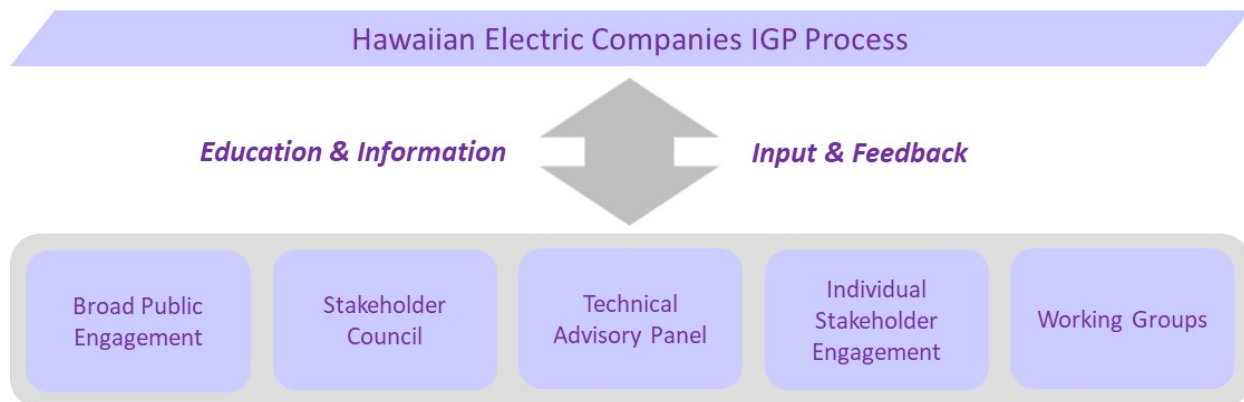 Hawaiian Electric Companies IGP Process
Education & Information
Input & Feedback
Broad Public
Engagement
Stakeholder
Council
Technical
Advisory Panel
Individual
Stakeholder
Engagement
Working Groups